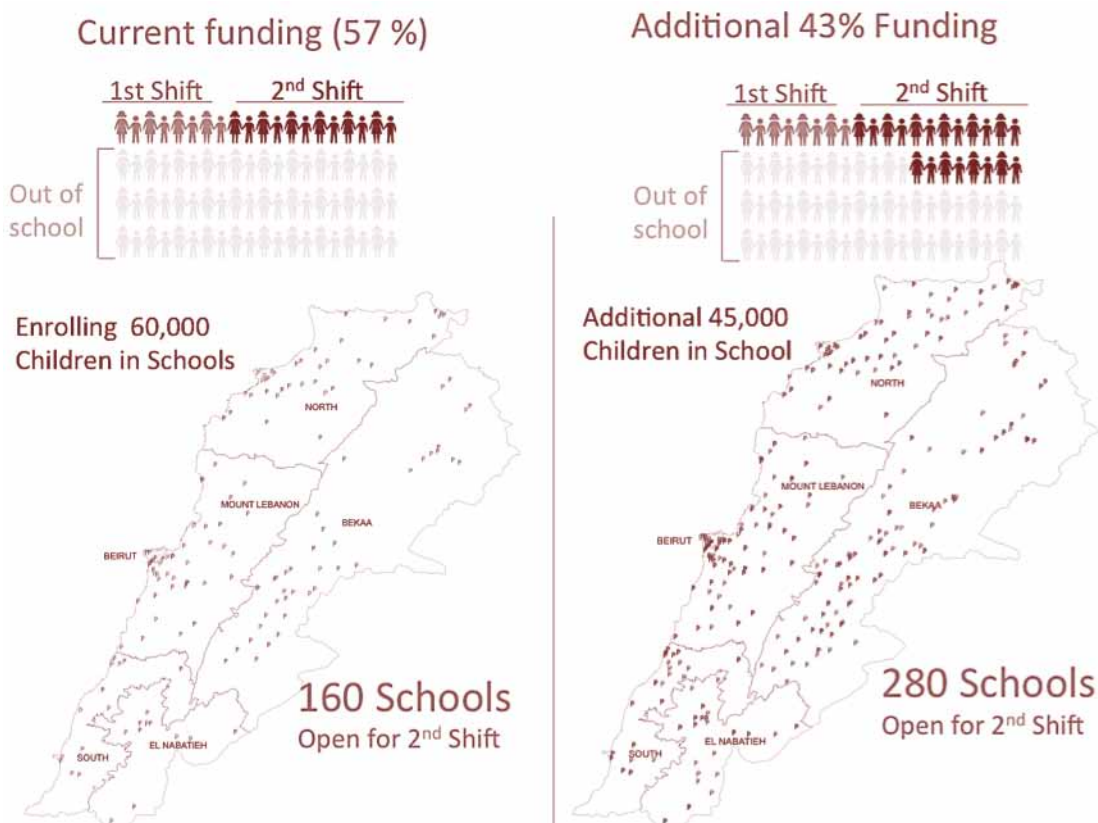 Current funding (57 %)
1st Shift
2nd Shift
Out of
school
Enrolling 60,000
Children in Schools
NORTH
MOUNT LEBANON
BEKAA
BEIRUT
160 Schools
Open for 2nd Shift
EL NABATIEH
SOUTH
Additional 43% Funding
1st Shift
2nd Shift
Out of
school
Additional 45,000
Children in School
NORTH
MOUNT LEBANON
BEKAA
BEIRUT
280 Schools
Open for 2nd Shift
EL NABATIEH
SOUTH